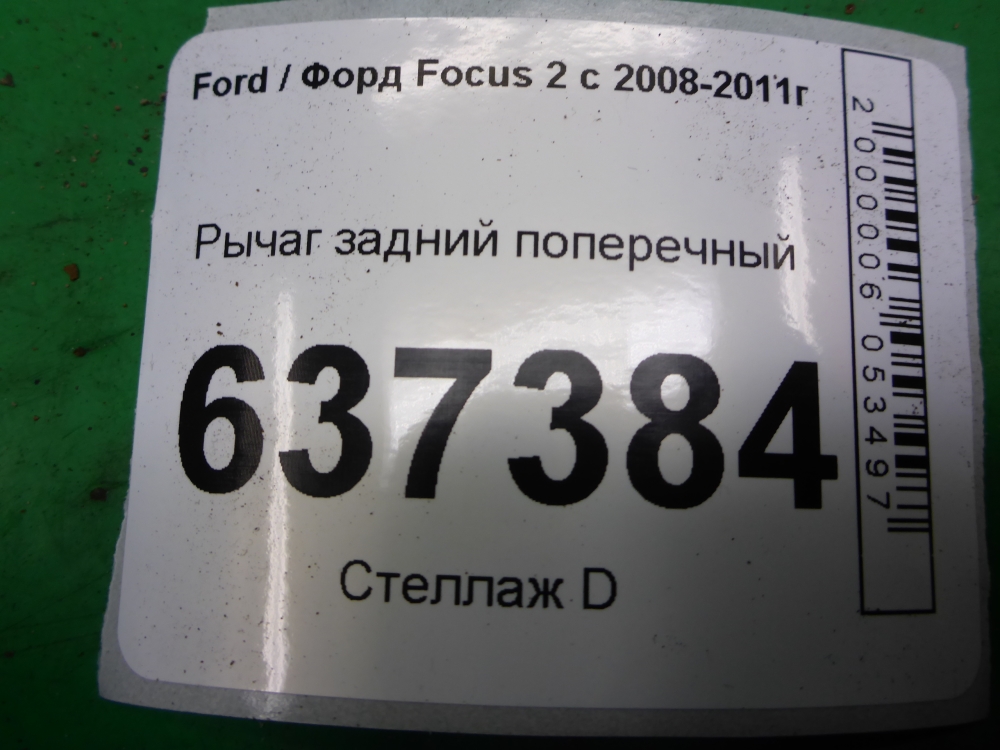 Ford / Форд Focus 2 с 2008-2011г
Рычаг задний поперечный
637384
Стеллаж D
2000006053497